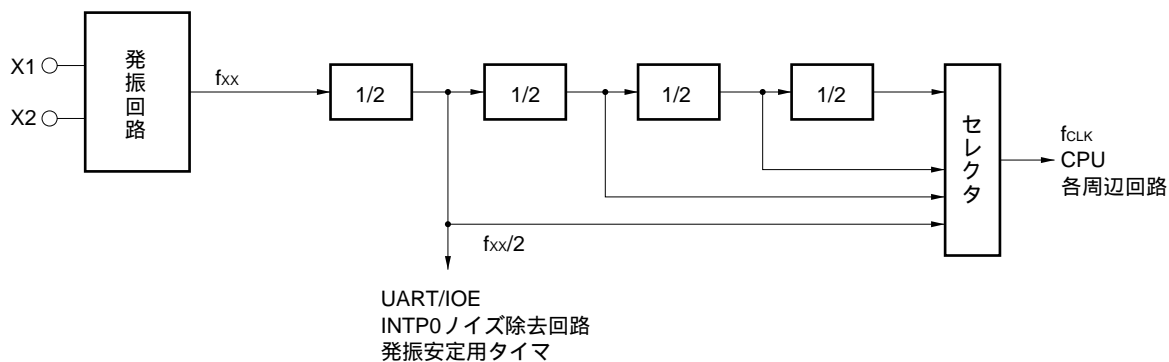 X1
X2
発振回路
fXX
1/2
1/2
1/2
1/2
セレクタ
fCLK
CPU
各周辺回路
fXX/2
UART/IOE
INTP0ノイズ除去回路
発振安定用タイマ